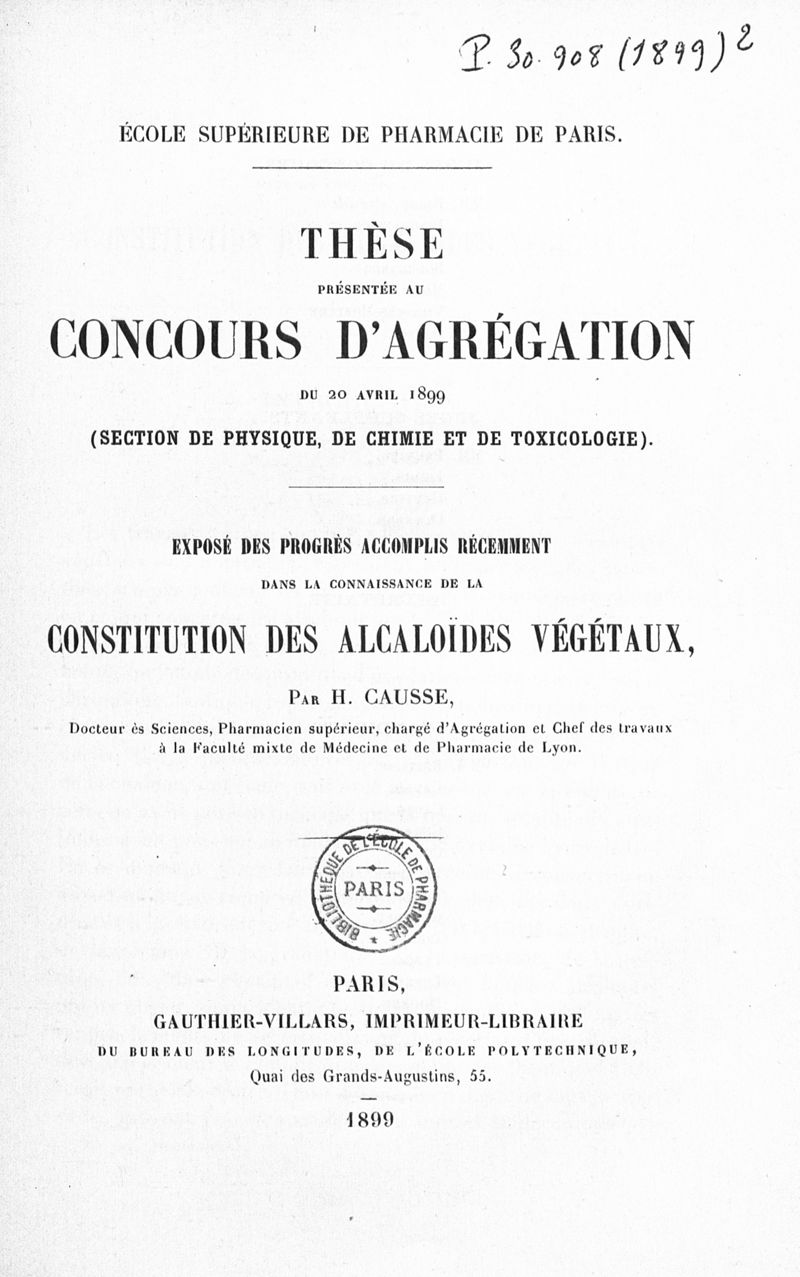 P. 30.908 (1899) 2
ÉCOLE SUPÉRIEURE DE PHARMACIE DE PARIS.
THÈSE
PRÉSENTÉE AU
CONCOURS D'AGRÉGATION
DU 20 AVRIL 1899
(SECTION DE PHYSIQUE, DE CHIMIE ET DE TOXICOLOGIE).
EXPOSÉ DES PROGRÈS ACCOMPLIS RÉCEMMENT
DANS LA CONNAISSANCE DE LA
CONSTITUTION DES ALCALOÏDES VÉGÉTAUX,
PAR H. CAUSSE,
Docteur ès Sciences, Pharmacien supérieur, chargé d'Agrégation et Chef des travaux
à la Faculté mixte de Médecine et de Pharmacie de Lyon.
BIBLIOTHÈQUE DE L'ÉCOLE DE PHARMACIE
PARIS
PARIS,
GAUTHIER-VILLARS, IMPRIMEUR-LIBRAIRE
DU BUREAU DES LONGITUDES, DE L'ÉCOLE POLYTECHNIQUE,
Quai des Grands-Augustins, 55.
1899